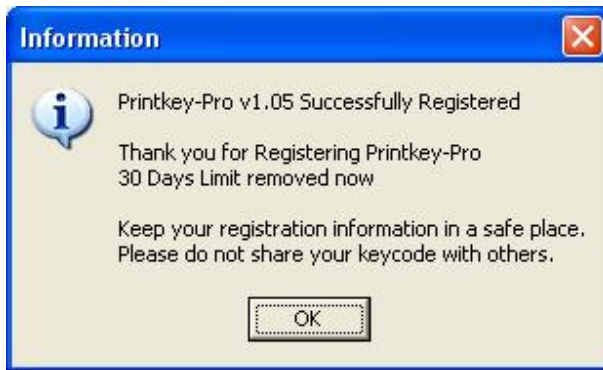 Information
Printkey-Pro v1.05 Successfully Registered
Thank you for Registering Printkey-Pro
30 Days Limit removed now
Keep your registration information in a safe place.
Please do not share your keycode with others.
OK